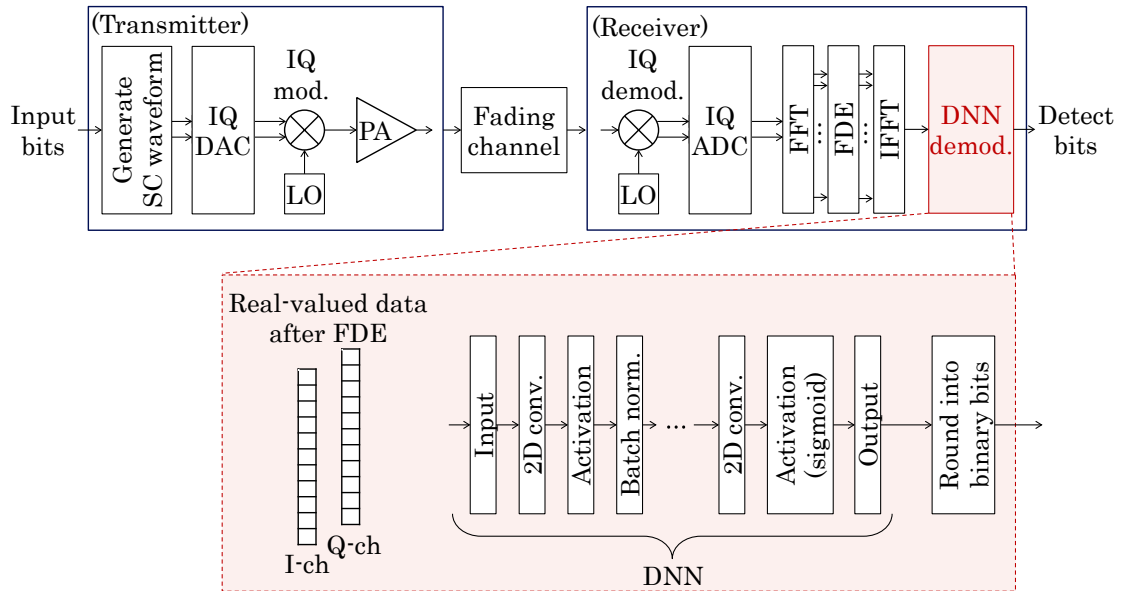 (Transmitter)
Input
bits
Generate
SC waveform
IQ
DAC
IQ
mod.
LO
PA
Fading
channel
(Receiver)
IQ
demod.
LO
IQ
ADC
FFT
...
FDE
...
IFFT
DNN
demod.
Detect
bits
Real-valued data
after FDE
I-ch
Q-ch
Input
2D conv.
Activation
Batch norm.
...
2D conv.
Activation
(sigmoid)
Output
DNN
Round into
binary bits